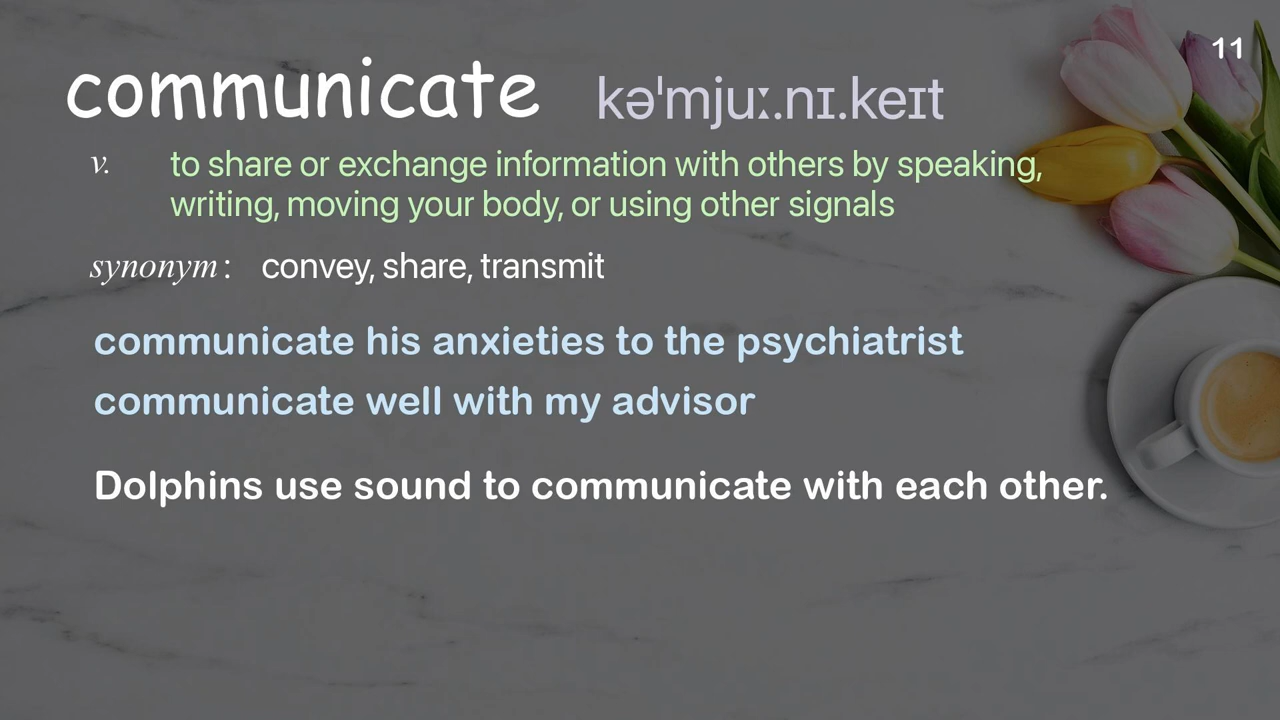 11
communicate kəˈmjuː.nɪ.keɪt
v. to share or exchange information with others by speaking,
writing, moving your body, or using other signals
synonym : convey, share, transmit
communicate his anxieties to the psychiatrist
communicate well with my advisor
Dolphins use sound to communicate with each other.